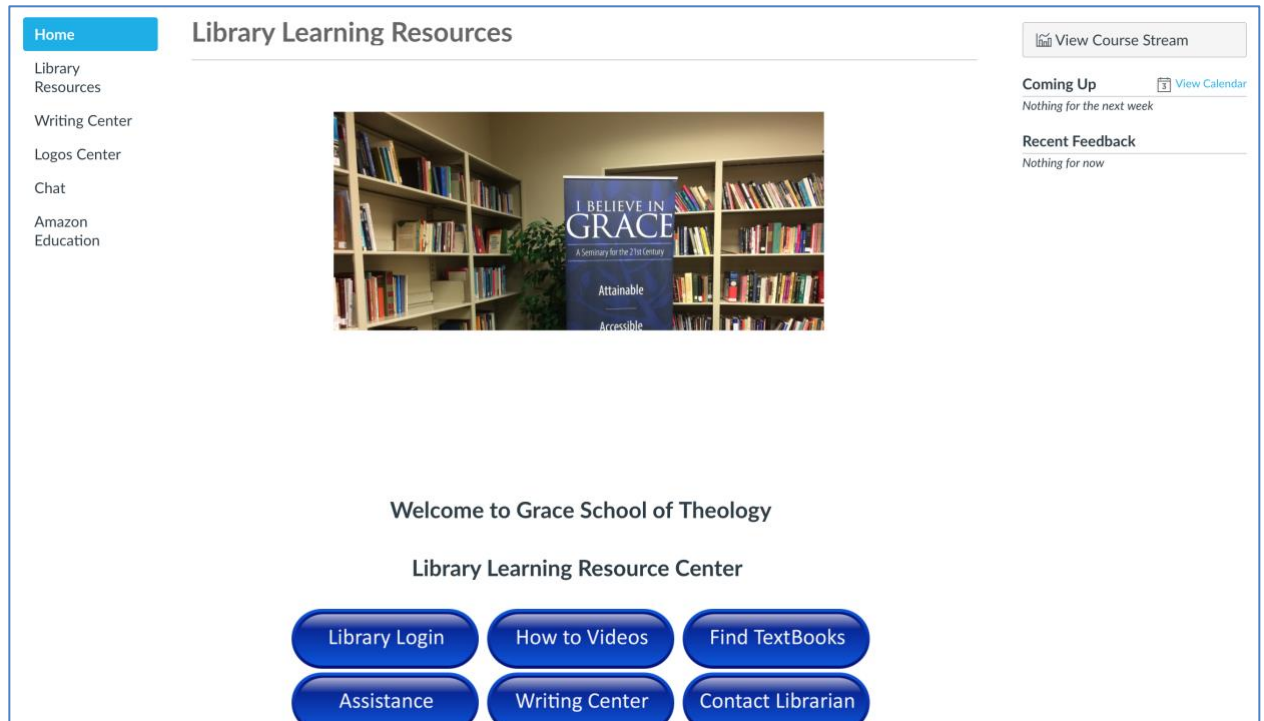 Home
Library
Resources
Writing Center
Logos Center
Chat
Amazon
Education
Library Learning Resources
I BELIEVE IN
GRACE
A Seminary for the 21st Century
Attainable
Accessible
Welcome to Grace School of Theology
Library Learning Resource Center
Library Login
How to Videos
Find TextBooks
Assistance
Writing Center
Contact Librarian
View Course Stream
Coming Up
3 View Calendar
Nothing for the next week
Recent Feedback
Nothing for now